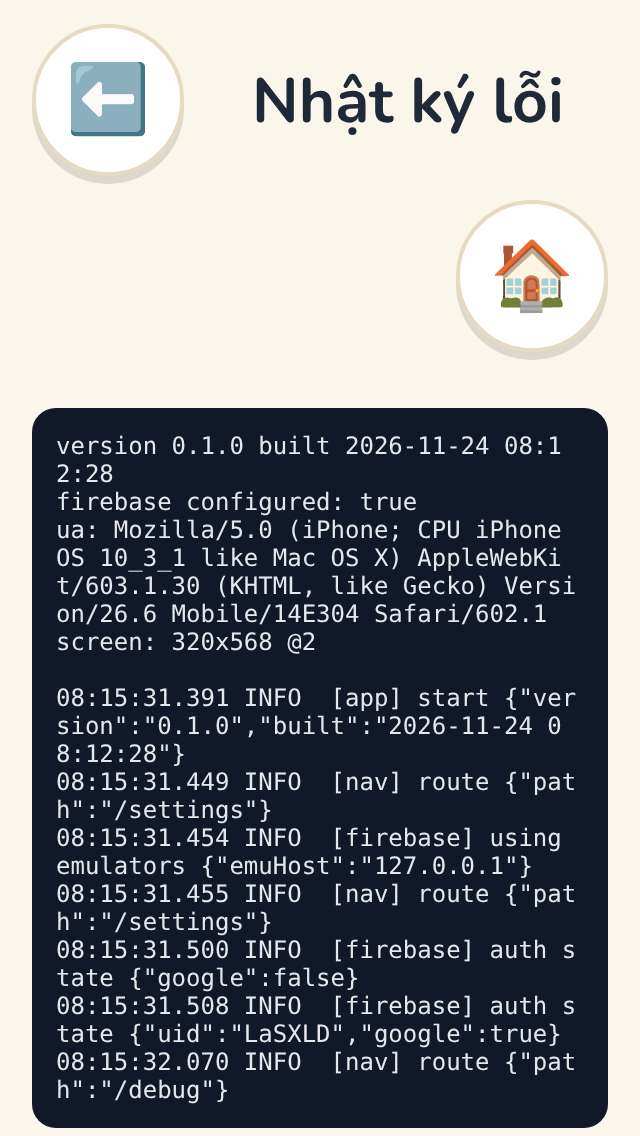 Nhật ký lỗi
version 0.1.0 built 2026-11-24 08:1
2:28
firebase configured: true
ua: Mozilla/5.0 (iPhone; CPU iPhone
OS 10_3_1 like Mac OS X) AppleWebKi
t/603.1.30 (KHTML, like Gecko) Versi
on/26.6 Mobile/14E304 Safari/602.1
screen: 320x568 @2

08:15:31.391 INFO  [app] start {"ver
sion":"0.1.0","built":"2026-11-24 0
8:12:28"}
08:15:31.449 INFO  [nav] route {"pat
h":"/settings"}
08:15:31.454 INFO  [firebase] using
emulators {"emuHost":"127.0.0.1"}
08:15:31.455 INFO  [nav] route {"pat
h":"/settings"}
08:15:31.500 INFO  [firebase] auth s
tate {"google":false}
08:15:31.508 INFO  [firebase] auth s
tate {"uid":"LaSXLD","google":true}
08:15:32.070 INFO  [nav] route {"pat
h":"/debug"}